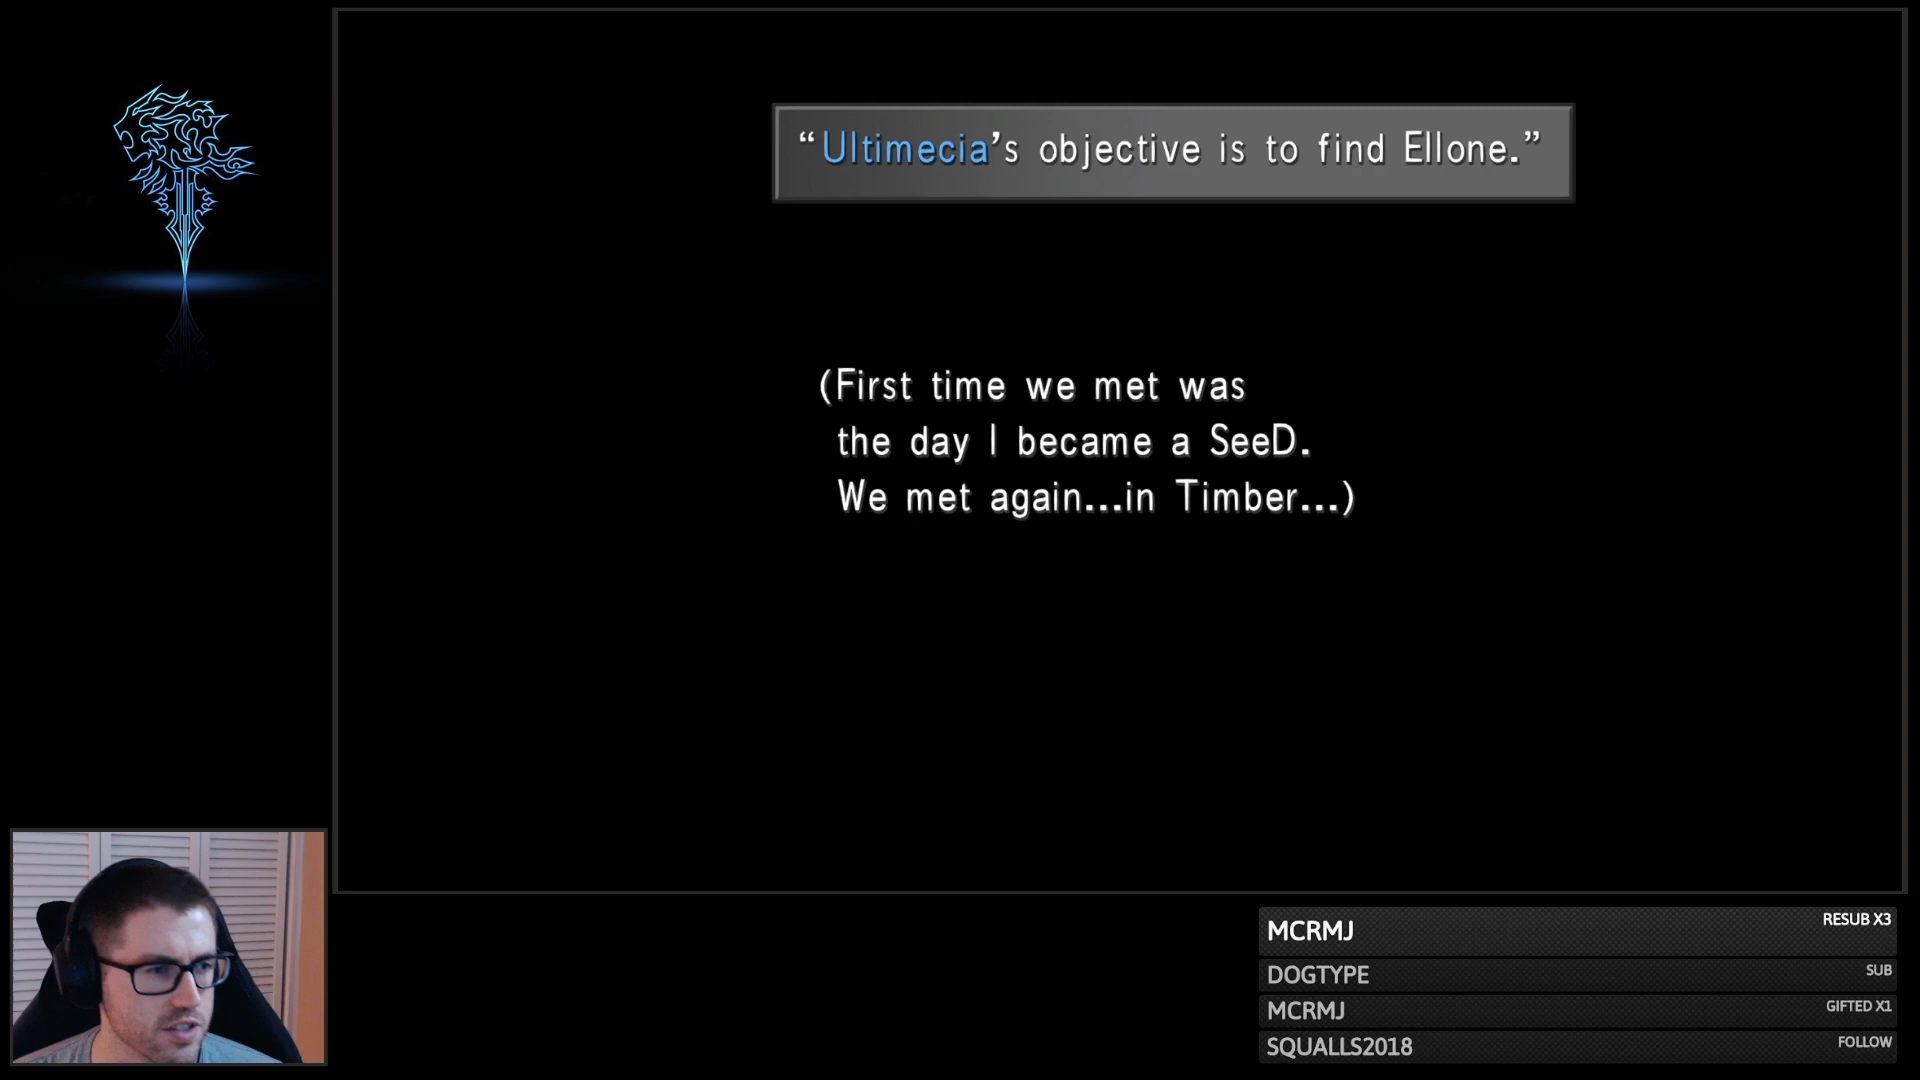 “Ultimecia’s objective is to find Ellone.”
(First time we met was
the day I became a SeeD.
We met again...in Timber...)
MCRMJ RESUB X3
DOGTYPE SUB
MCRMJ GIFTED X1
SQUALLS2018 FOLLOW